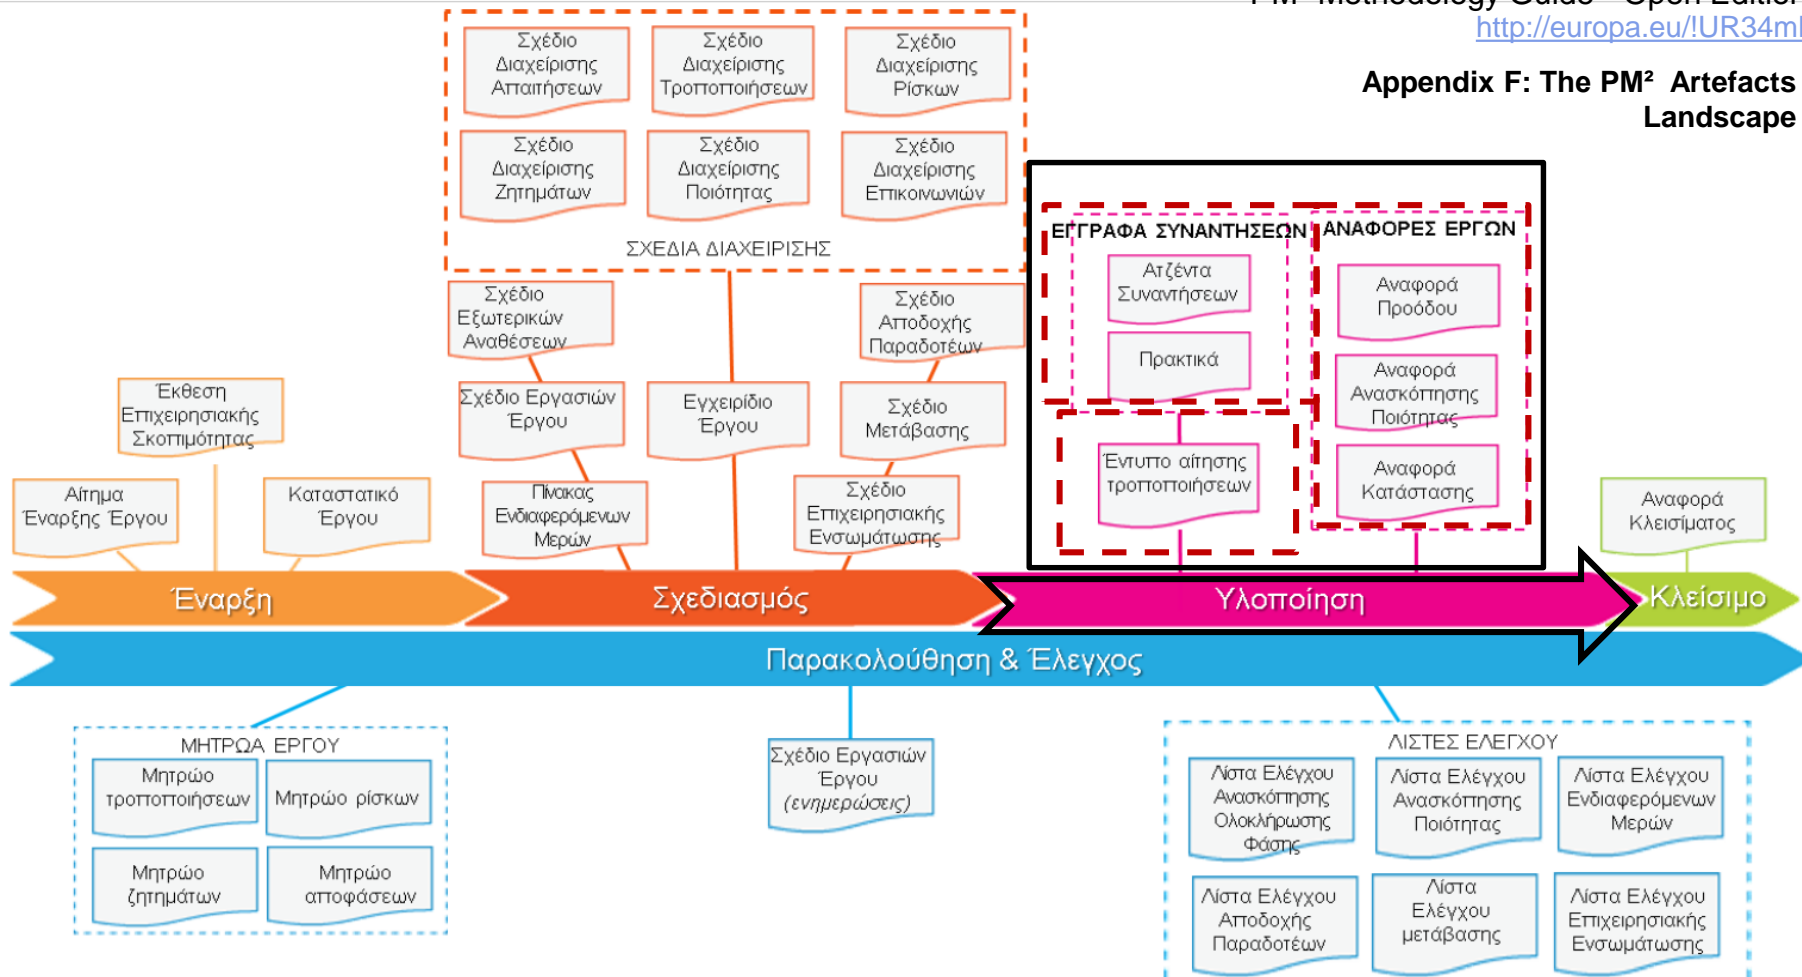 PM² Methodology Guide - Open Edition
http://europa.eu/!UR34m
Appendix F: The PM² Artefacts
Landscape
Σχέδιο
Διαχείρισης
Απαιτήσεων
Σχέδιο
Διαχείρισης
Τροποποιήσεων
Σχέδιο
Διαχείρισης
Ρίσκων
Σχέδιο
Διαχείρισης
Ζητημάτων
Σχέδιο
Διαχείρισης
Ποιότητας
Σχέδιο
Διαχείρισης
Επικοινωνιών
ΣΧΕΔΙΑ ΔΙΑΧΕΙΡΙΣΗΣ
ΕΓΓΡΑΦΑ ΣΥΝΑΝΤΗΣΕΩΝ
Ατζέντα
Συναντήσεων
Πρακτικά
Έντυπο αίτησης
τροποποιήσεων
ΑΝΑΦΟΡΕΣ ΕΡΓΩΝ
Αναφορά
Προόδου
Αναφορά
Ανασκόπησης
Ποιότητας
Αναφορά
Κατάστασης
Σχέδιο
Εξωτερικών
Αναθέσεων
Σχέδιο
Αποδοχής
Παραδοτέων
Έκθεση
Επιχειρησιακής
Σκοπιμότητας
Σχέδιο Εργασιών
Έργου
Εγχειρίδιο
Έργου
Σχέδιο
Μετάβασης
Αίτημα
Έναρξης Έργου
Καταστατικό
Έργου
Πίνακας
Ενδιαφερόμενων
Μερών
Σχέδιο
Επιχειρησιακής
Ενσωμάτωσης
Αναφορά
Κλεισίματος
Έναρξη
Σχεδιασμός
Υλοποίηση
Κλείσιμο
Παρακολούθηση & Έλεγχος
ΜΗΤΡΩΑ ΕΡΓΟΥ
Μητρώο
τροποποιήσεων
Μητρώο ρίσκων
Μητρώο
ζητημάτων
Μητρώο
αποφάσεων
Σχέδιο Εργασιών
Έργου
(ενημερώσεις)
ΛΙΣΤΕΣ ΕΛΕΓΧΟΥ
Λίστα Ελέγχου
Ανασκόπησης
Ολοκλήρωσης
Φάσης
Λίστα Ελέγχου
Ανασκόπησης
Ποιότητας
Λίστα Ελέγχου
Ενδιαφερόμενων
Μερών
Λίστα Ελέγχου
Αποδοχής
Παραδοτέων
Λίστα
Ελέγχου
μετάβασης
Λίστα Ελέγχου
Επιχειρησιακής
Ενσωμάτωσης